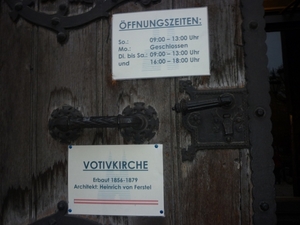 ÖFFNUNGSZEITEN:
So.: 09:00 – 13:00 Uhr
Mo.: Geschlossen
Di. bis Sa.: 09:00 – 13:00 Uhr
und 16:00 – 18:00 Uhr
VOTIVKIRCHE
Erbaut 1856-1879
Architekt: Heinrich von Ferstel